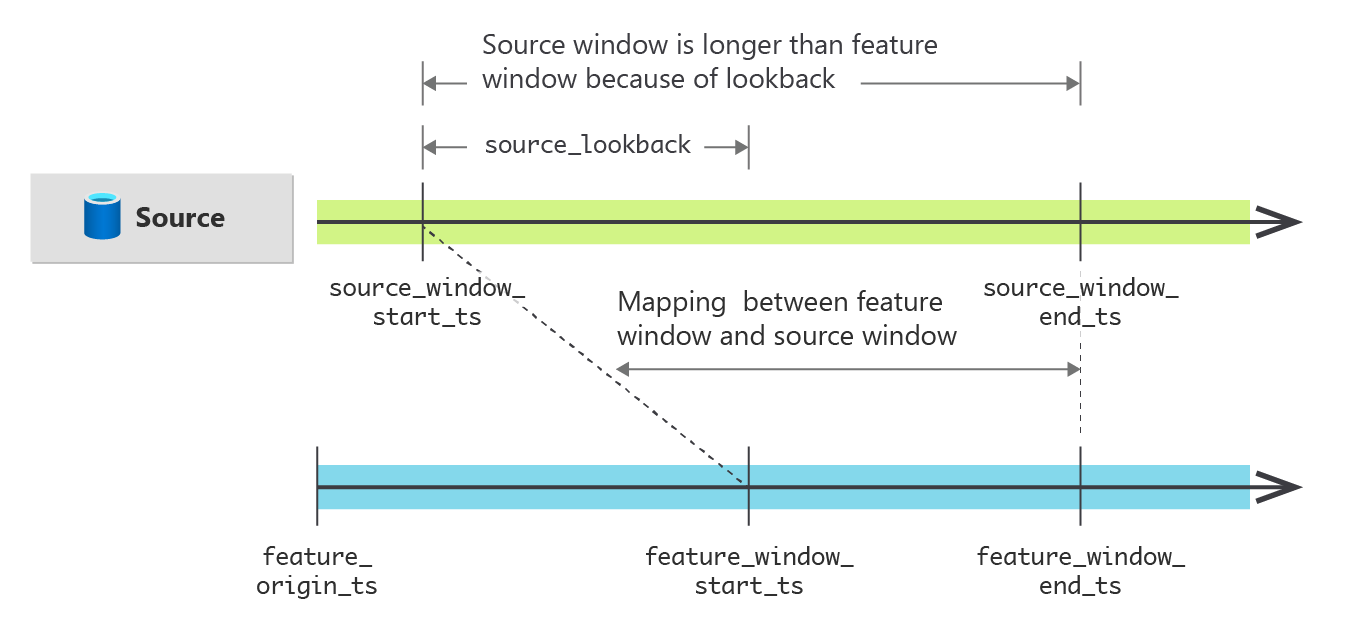 Source window is longer than feature
window because of lookback
source_lookback
Source
source_window_
start_ts
source_window_
end_ts
Mapping between feature
window and source window
feature_
origin_ts
feature_window_
start_ts
feature_window_
end_ts